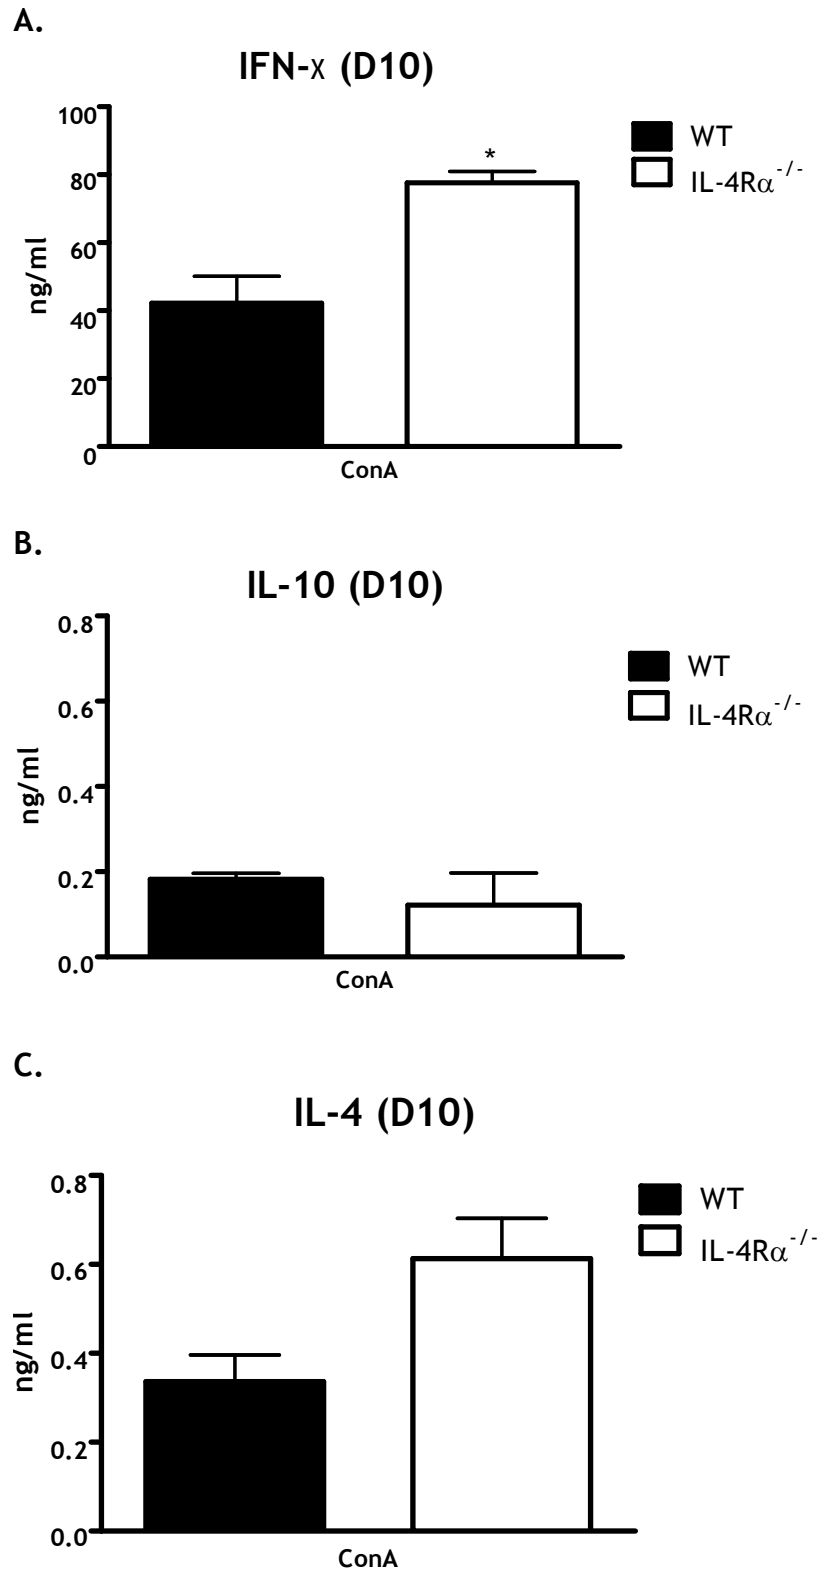 A.
IFN-χ (D10)
100
80
60
40
20
0
ng/ml
*
ConA
WT
IL-4Rα-/-
B.
IL-10 (D10)
0.8
0.6
0.4
0.2
0.0
ng/ml
ConA
WT
IL-4Rα-/-
C.
IL-4 (D10)
0.8
0.6
0.4
0.2
0.0
ng/ml
ConA
WT
IL-4Rα-/-